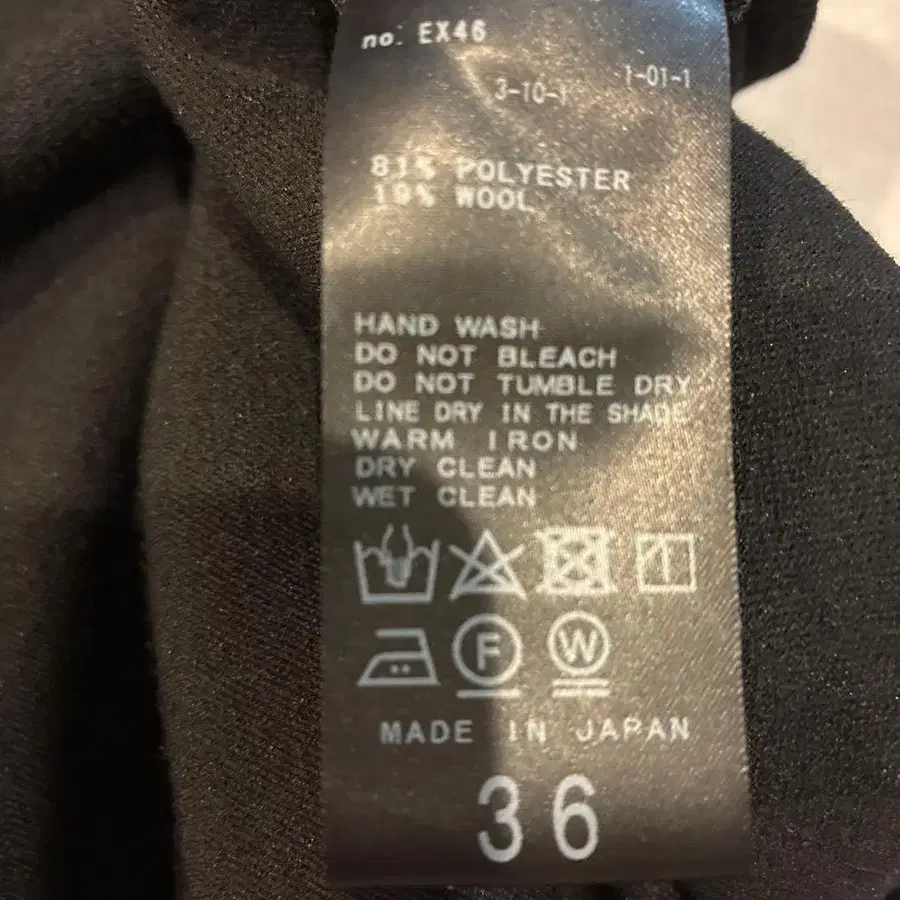 no. EX46
3-10-1 1-01-1
81% POLYESTER
19% WOOL
HAND WASH
DO NOT BLEACH
DO NOT TUMBLE DRY
LINE DRY IN THE SHADE
WARM IRON
DRY CLEAN
WET CLEAN
F W
MADE IN JAPAN
36